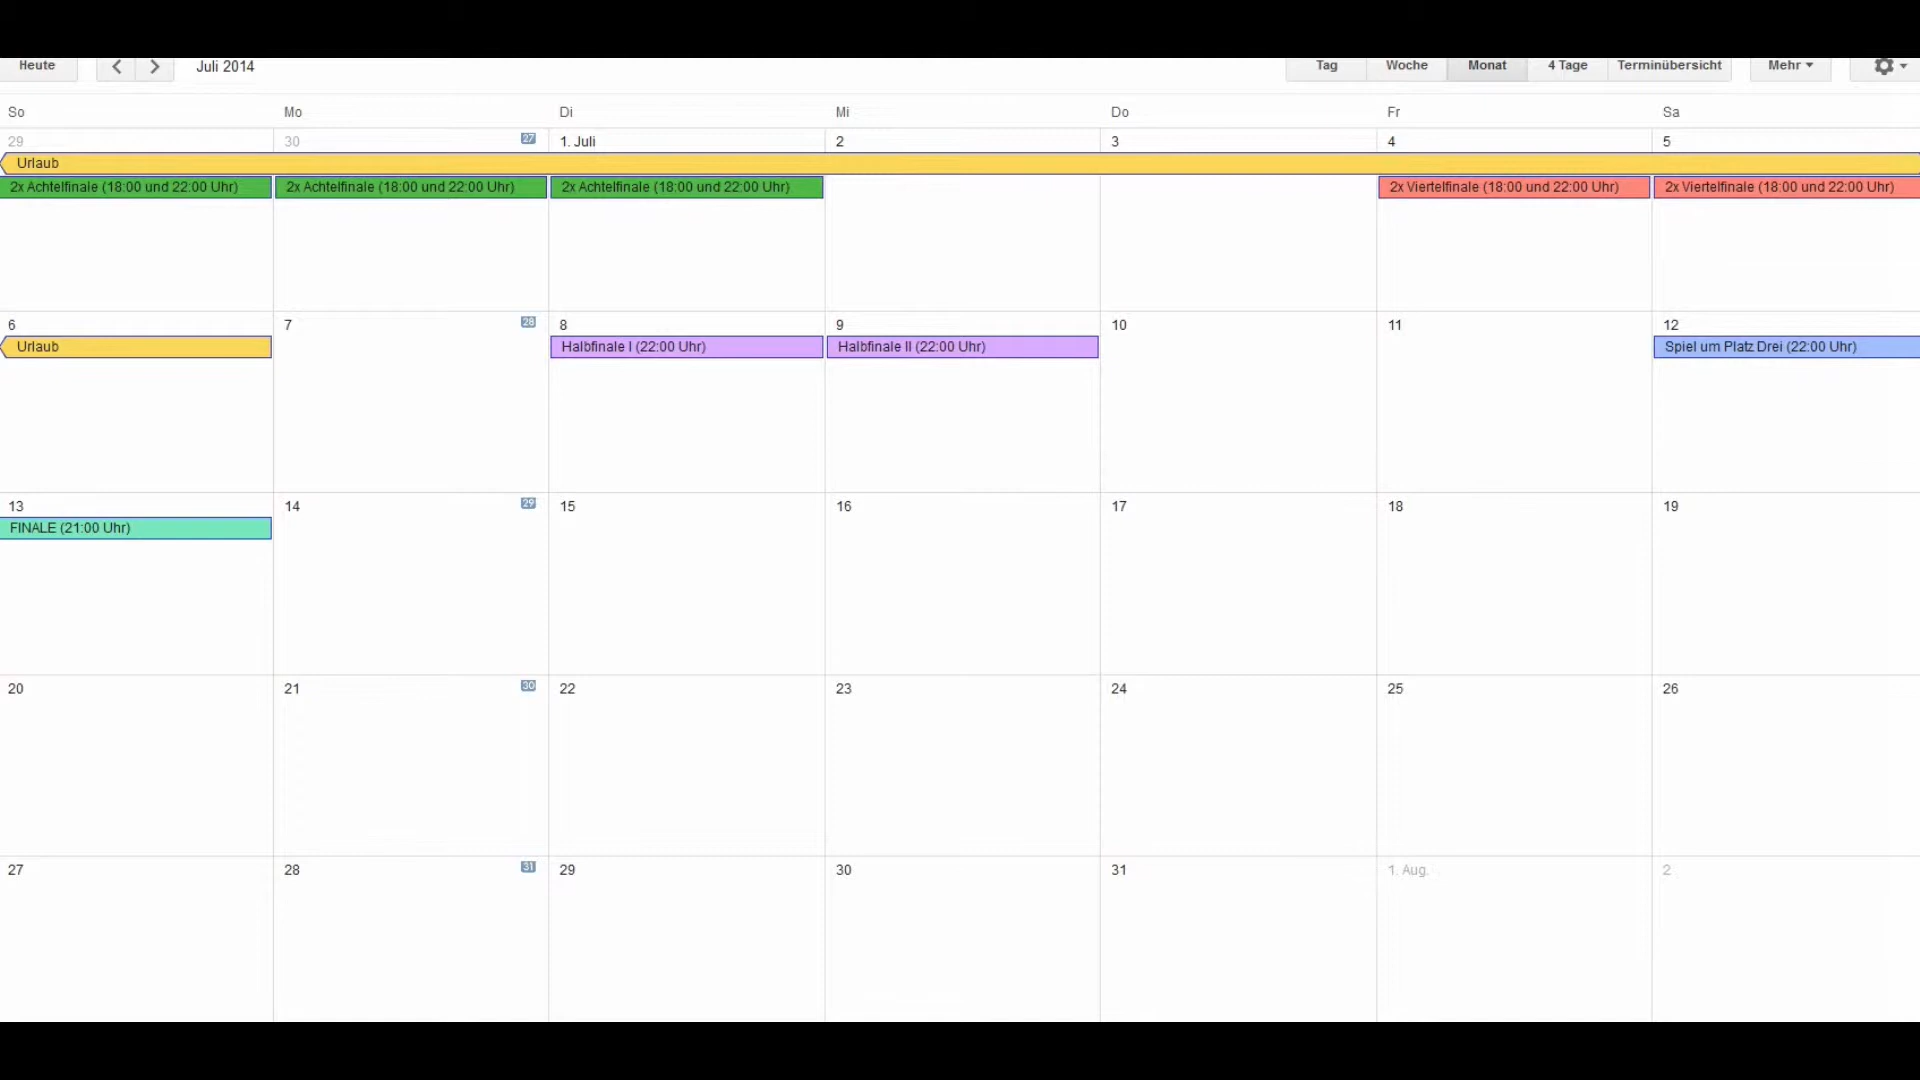 Heute Juli 2014 Tag Woche Monat 4 Tage Terminübersicht Mehr
So Mo Di Mi Do Fr Sa
29 30 27 1. Juli 2 3 4 5
Urlaub
2x Achtelfinale (18:00 und 22:00 Uhr) 2x Achtelfinale (18:00 und 22:00 Uhr) 2x Achtelfinale (18:00 und 22:00 Uhr) 2x Viertelfinale (18:00 und 22:00 Uhr) 2x Viertelfinale (18:00 und 22:00 Uhr)
6 7 28 8 9 10 11 12
Urlaub Halbfinale I (22:00 Uhr) Halbfinale II (22:00 Uhr) Spiel um Platz Drei (22:00 Uhr)
13 14 29 15 16 17 18 19
FINALE (21:00 Uhr)
20 21 30 22 23 24 25 26
27 28 31 29 30 31 1. Aug. 2